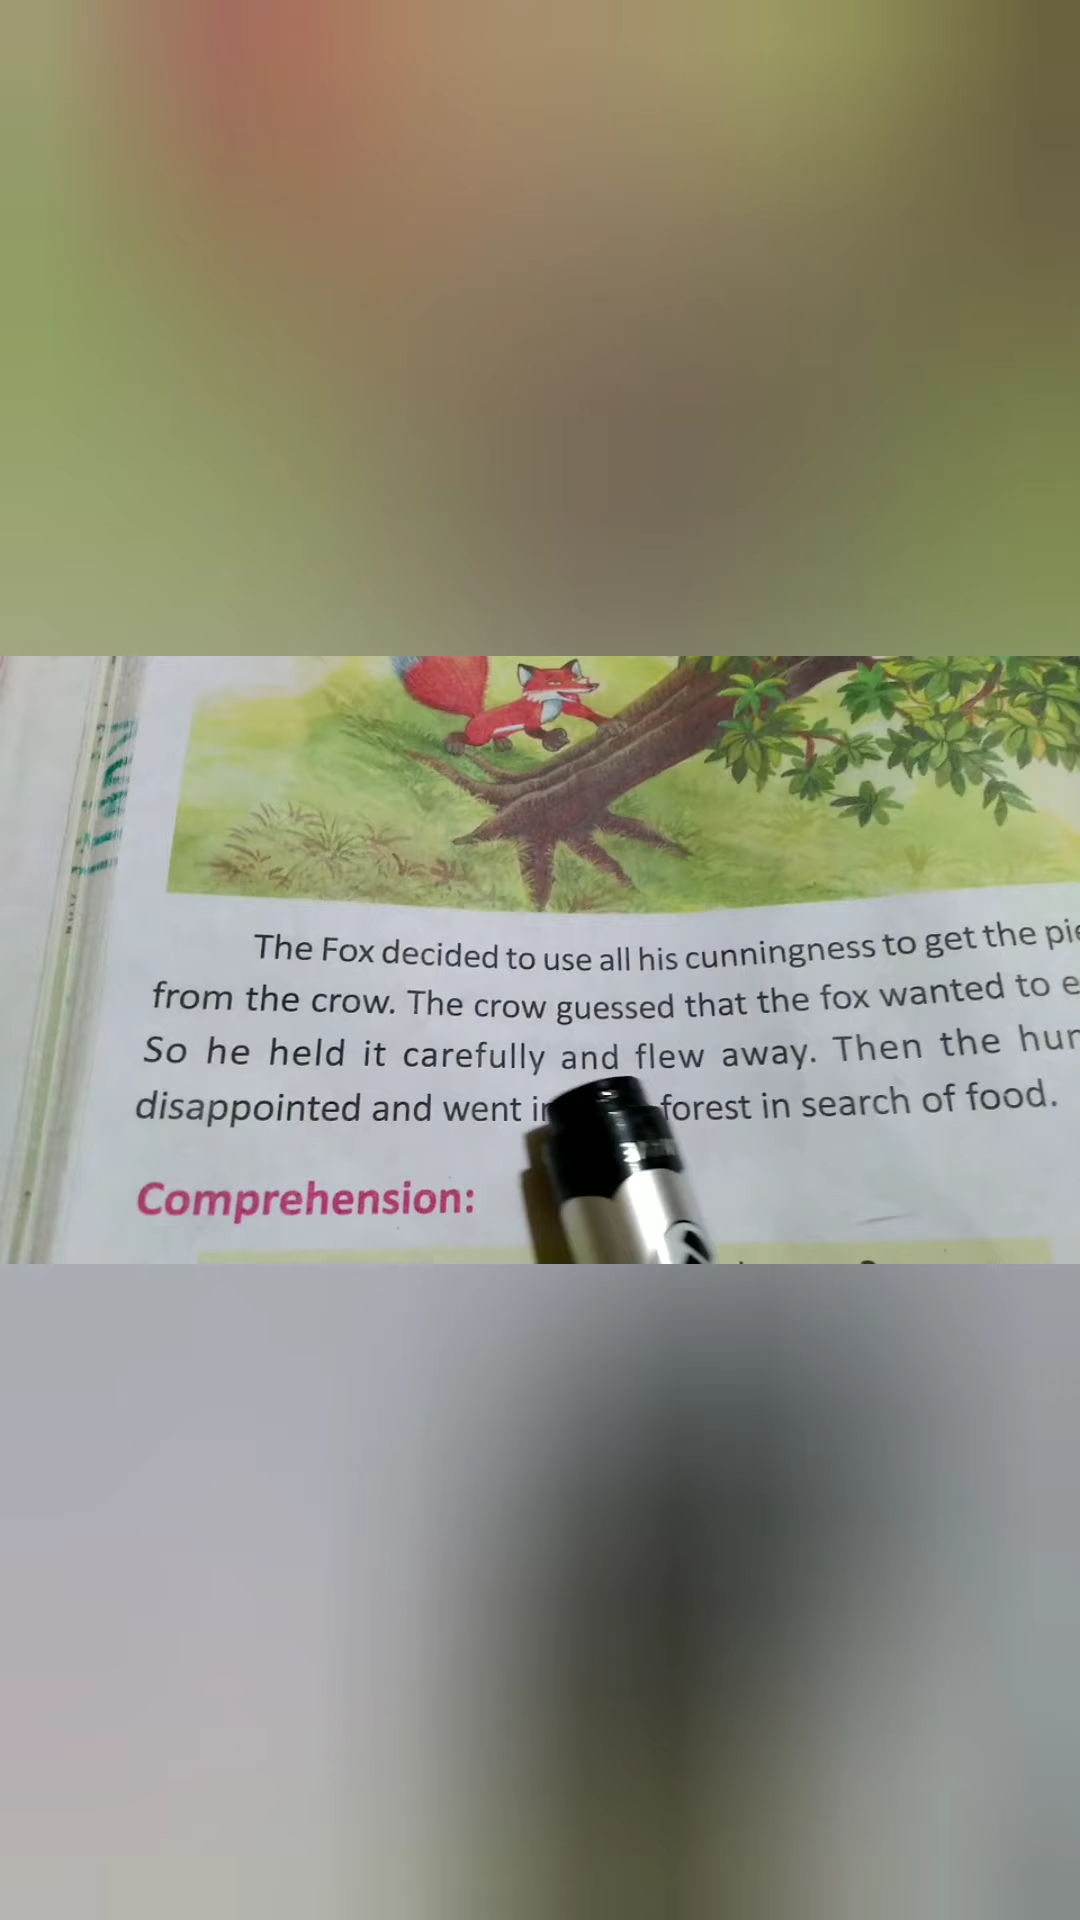 The Fox decided to use all his cunningness to get the
from the crow. The crow guessed that the fox wanted to
So he held it carefully and flew away. Then the
disappointed and went forest in search of food.
Comprehension: